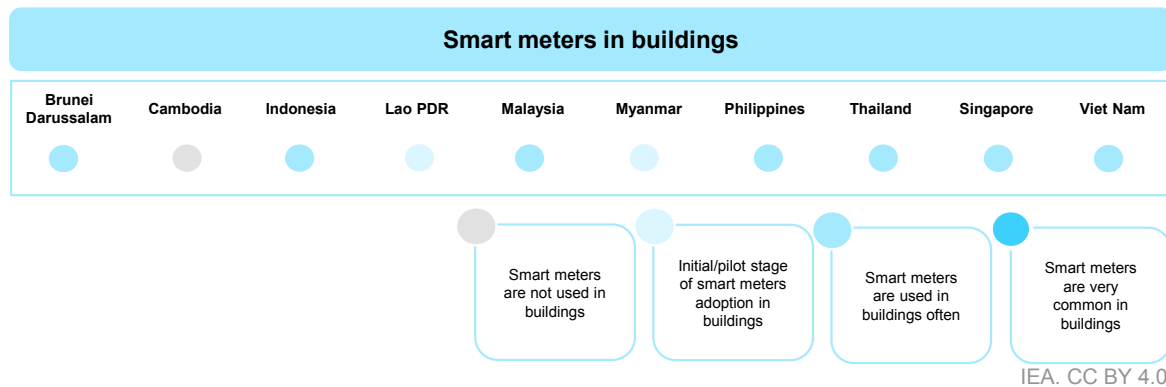 Smart meters in buildings
Brunei
Darussalam
Cambodia
Indonesia
Lao PDR
Malaysia
Myanmar
Philippines
Thailand
Singapore
Viet Nam
Smart meters
are not used in
buildings
Initial/pilot stage
of smart meters
adoption in
buildings
Smart meters
are used in
buildings often
Smart meters
are very
common in
buildings
IEA. CC BY 4.0